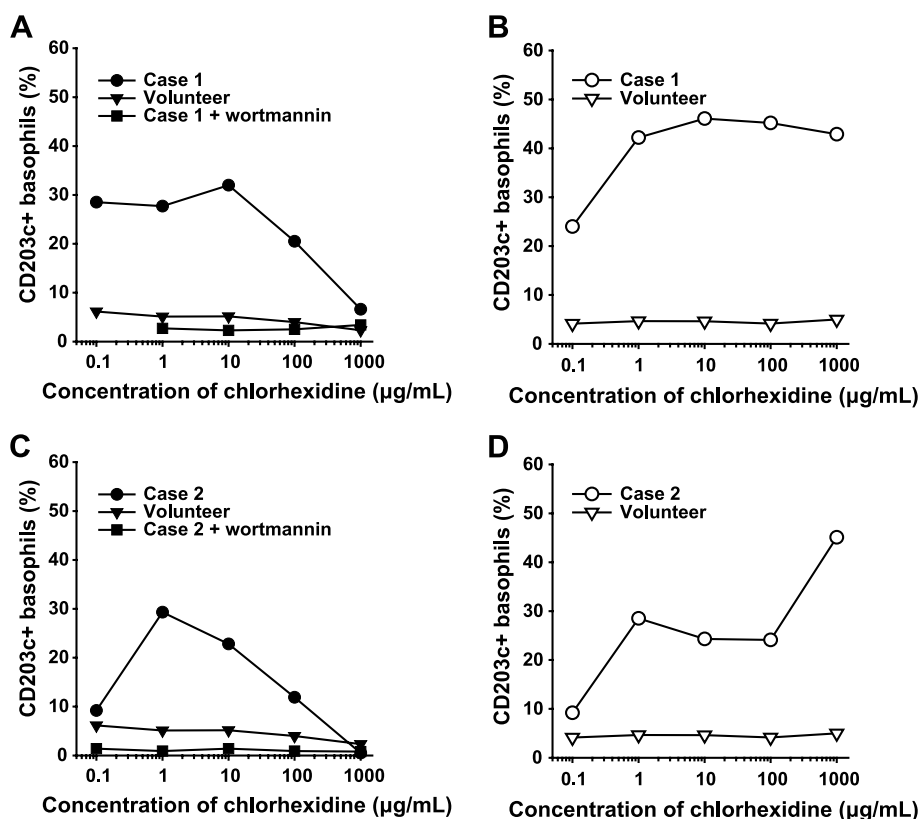 A
60
50
40
30
20
10
0
CD203c+ basophils (%)
Case 1
Volunteer
Case 1 + wortmannin
0.1 1 10 100 1000
Concentration of chlorhexidine (µg/mL)
B
60
50
40
30
20
10
0
CD203c+ basophils (%)
Case 1
Volunteer
0.1 1 10 100 1000
Concentration of chlorhexidine (µg/mL)
C
60
50
40
30
20
10
0
CD203c+ basophils (%)
Case 2
Volunteer
Case 2 + wortmannin
0.1 1 10 100 1000
Concentration of chlorhexidine (µg/mL)
D
60
50
40
30
20
10
0
CD203c+ basophils (%)
Case 2
Volunteer
0.1 1 10 100 1000
Concentration of chlorhexidine (µg/mL)